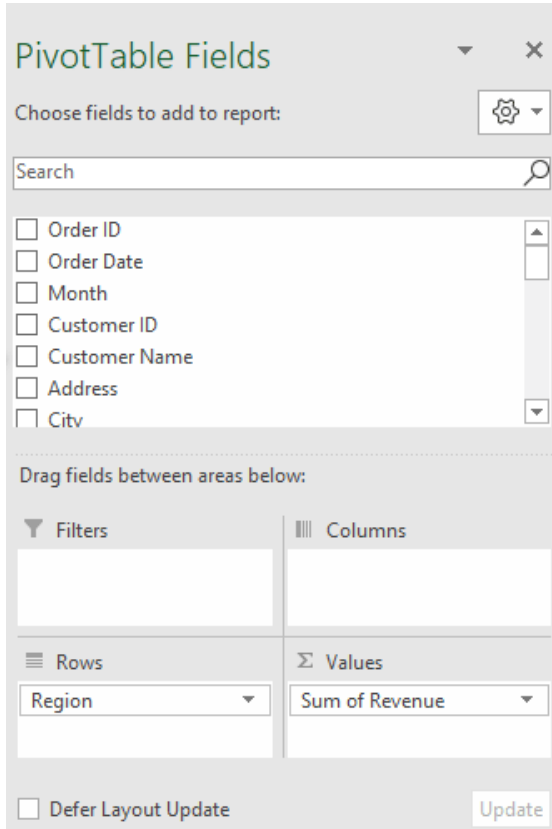 PivotTable Fields
Choose fields to add to report:
Search
Order ID
Order Date
Month
Customer ID
Customer Name
Address
City
Drag fields between areas below:
Filters
Columns
Rows
Σ Values
Region
Sum of Revenue
Defer Layout Update
Update